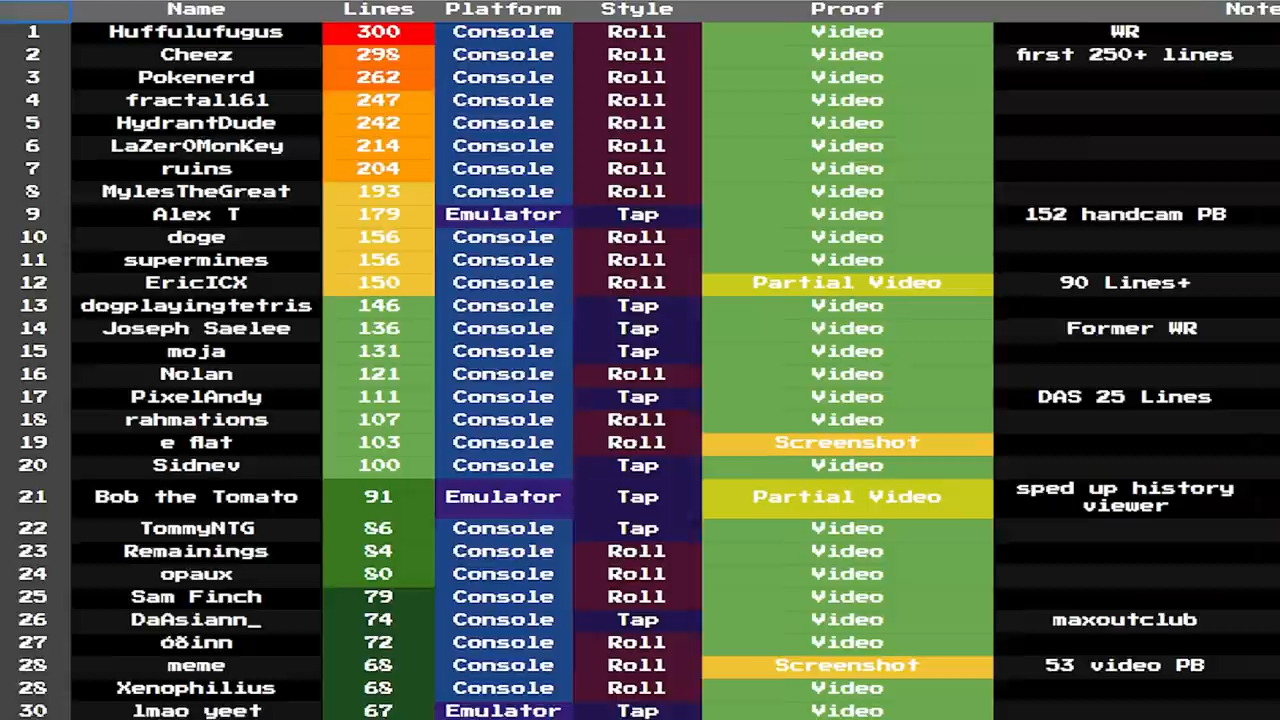 Name Lines Platform Style Proof Note
1 Huffulufugus 300 Console Roll Video WR
2 Cheez 298 Console Roll Video first 250+ lines
3 Pokenerd 262 Console Roll Video
4 fractal161 247 Console Roll Video
5 HydrantDude 242 Console Roll Video
6 LaZer0MonKey 214 Console Roll Video
7 ruins 204 Console Roll Video
8 MylesTheGreat 193 Console Roll Video
9 Alex T 179 Emulator Tap Video 152 handcam PB
10 doge 156 Console Roll Video
11 supermines 156 Console Roll Video
12 EricICX 150 Console Roll Partial Video 90 Lines+
13 dogplayingtetris 146 Console Tap Video
14 Joseph Saelee 136 Console Tap Video Former WR
15 moja 131 Console Tap Video
16 Nolan 121 Console Roll Video
17 PixelAndy 111 Console Tap Video DAS 25 Lines
18 rahmations 107 Console Roll Video
19 e flat 103 Console Roll Screenshot
20 Sidnev 100 Console Tap Video
21 Bob the Tomato 91 Emulator Tap Partial Video sped up history
viewer
22 TommyNTG 86 Console Tap Video
23 Remainings 84 Console Roll Video
24 opaux 80 Console Roll Video
25 Sam Finch 79 Console Roll Video
26 DaAsiann_ 74 Console Tap Video maxoutclub
27 óðinn 72 Console Roll Video
28 meme 68 Console Roll Screenshot 53 video PB
28 Xenophilius 68 Console Roll Video
30 lmao yeet 67 Emulator Tap Video